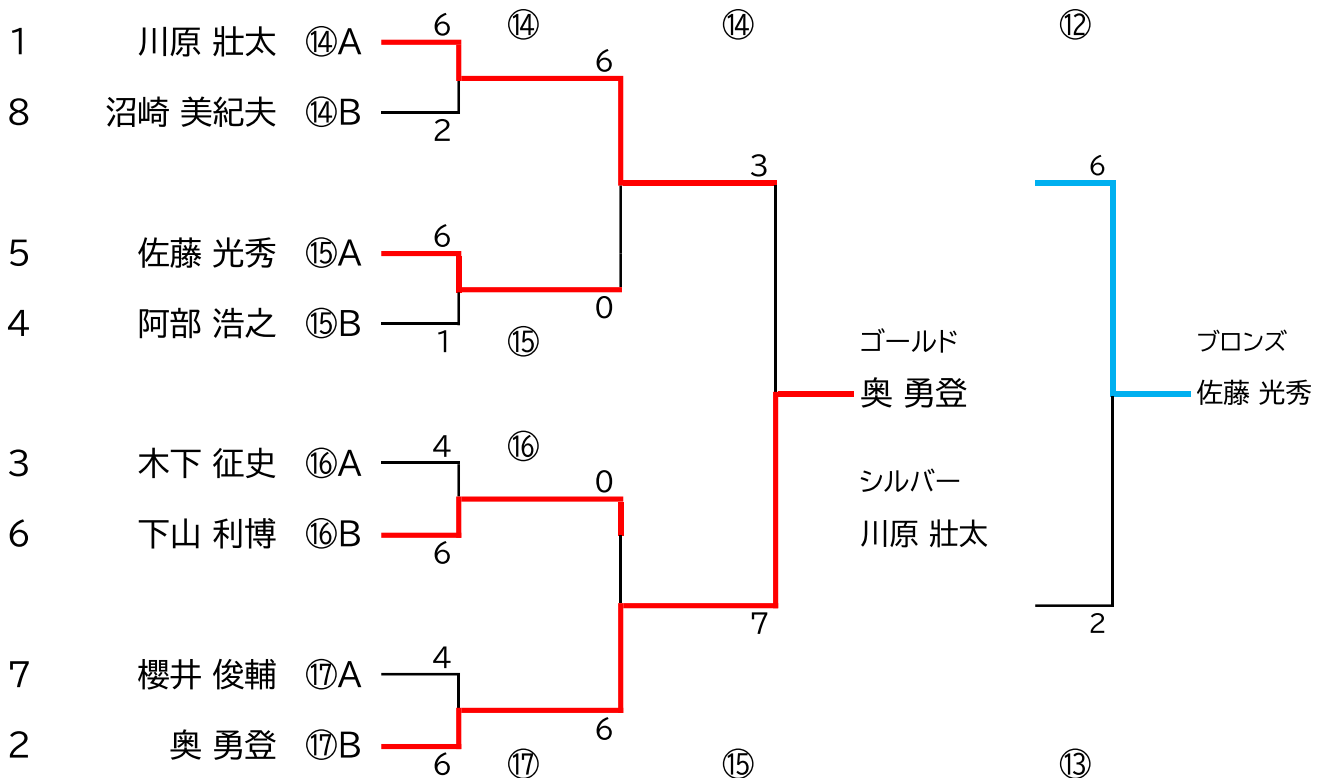 6 ⑭ ⑭ ⑫
1 川原 壯太 ⑭A
6
8 沼崎 美紀夫 ⑭B
2
3 6
6
5 佐藤 光秀 ⑮A
0
4 阿部 浩之 ⑮B
1 ⑮
ゴールド ブロンズ
奥 勇登 佐藤 光秀
4 ⑯
3 木下 征史 ⑯A
0 シルバー
6 下山 利博 ⑯B 川原 壯太
6
7 2
4
7 櫻井 俊輔 ⑰A
6
2 奥 勇登 ⑰B
6 ⑰ ⑮ ⑬